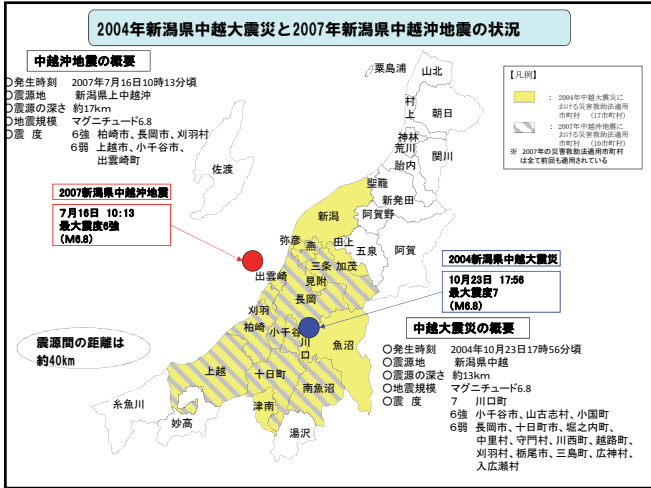 2004年新潟県中越大震災と2007年新潟県中越沖地震の状況
中越沖地震の概要
○発生時刻 2007年7月16日10時13分頃
○震源地 新潟県上中越沖
○震源の深さ 約17km
○地震規模 マグニチュード6.8
○震 度 6強 柏崎市、長岡市、刈羽村
6弱 上越市、小千谷市、
出雲崎町
【凡例】
： 2004年中越大震災に
おける災害救助法適用
市町村 （17市町村）
： 2007年中越沖地震に
おける災害救助法適用
市町村 （10市町村）
※ 2007年の災害救助法適用市町村
は全て前回も適用されている
粟島浦
山北
村上
朝日
神林
荒川
胎内
関川
佐渡
聖籠
新発田
新潟
阿賀野
2007新潟県中越沖地震
7月16日 10:13
最大震度6強
（M6.8）
弥彦
燕
田上
五泉
阿賀
三条
加茂
出雲崎
見附
2004新潟県中越大震災
10月23日 17:56
最大震度7
（M6.8）
長岡
刈羽
柏崎
小千谷
川口
魚沼
震源間の距離は
約40km
上越
十日町
南魚沼
津南
糸魚川
妙高
湯沢
中越大震災の概要
○発生時刻 2004年10月23日17時56分頃
○震源地 新潟県中越
○震源の深さ 約13km
○地震規模 マグニチュード6.8
○震 度 7 川口町
6強 小千谷市、山古志村、小国町
6弱 長岡市、十日町市、堀之内町、
中里村、守門村、川西町、越路町、
刈羽村、栃尾市、三島町、広神村、
入広瀬村